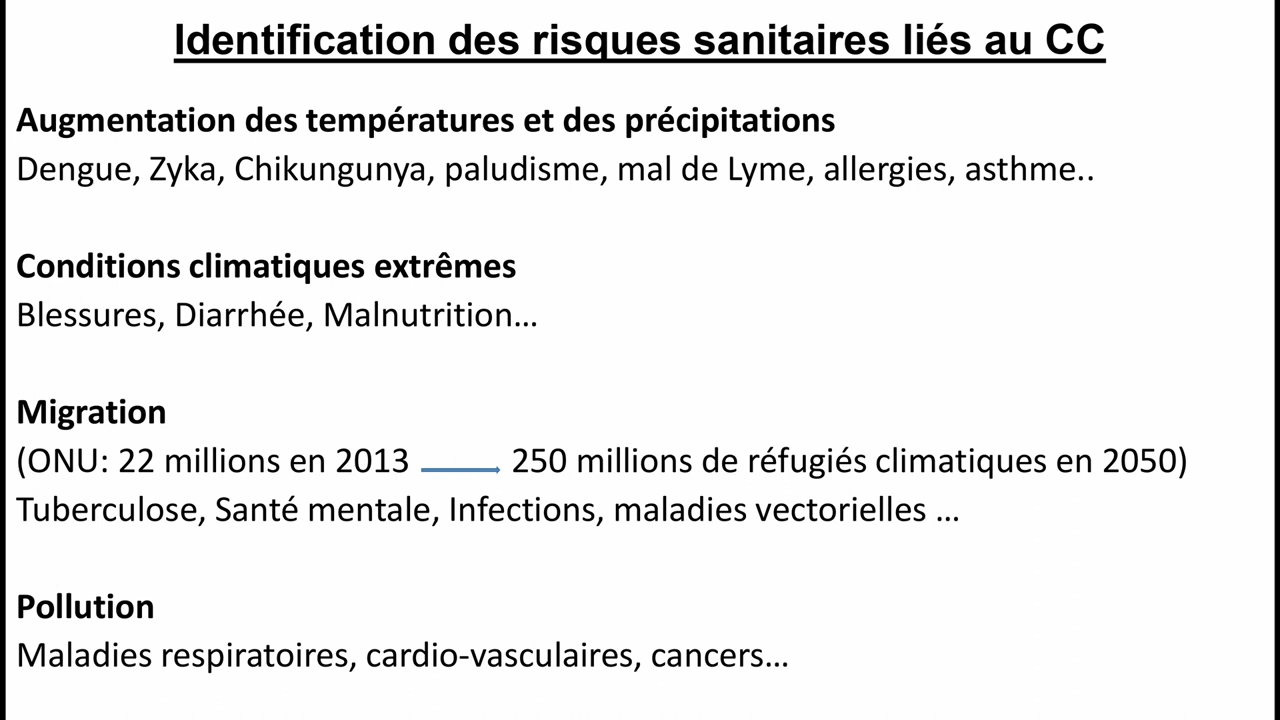 Identification des risques sanitaires liés au CC
Augmentation des températures et des précipitations
Dengue, Zyka, Chikungunya, paludisme, mal de Lyme, allergies, asthme..
Conditions climatiques extrêmes
Blessures, Diarrhée, Malnutrition...
Migration
(ONU: 22 millions en 2013 250 millions de réfugiés climatiques en 2050)
Tuberculose, Santé mentale, Infections, maladies vectorielles ...
Pollution
Maladies respiratoires, cardio-vasculaires, cancers...